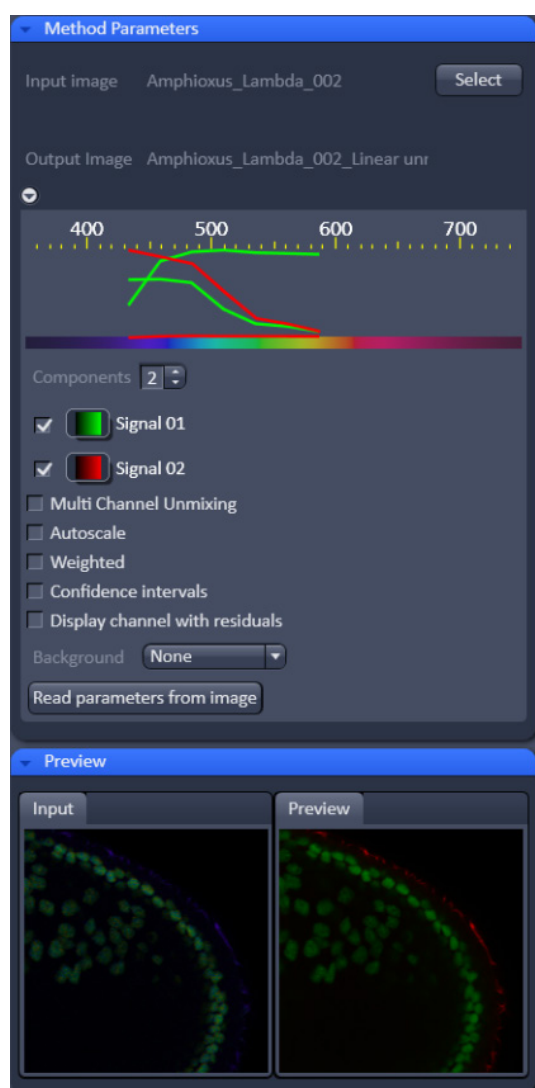 Method Parameters
Input image Amphioxus_Lambda_002 Select
Output Image Amphioxus_Lambda_002_Linear unr
400 500 600 700
Components 2
Signal 01
Signal 02
Multi Channel Unmixing
Autoscale
Weighted
Confidence intervals
Display channel with residuals
Background None
Read parameters from image
Preview
Input Preview